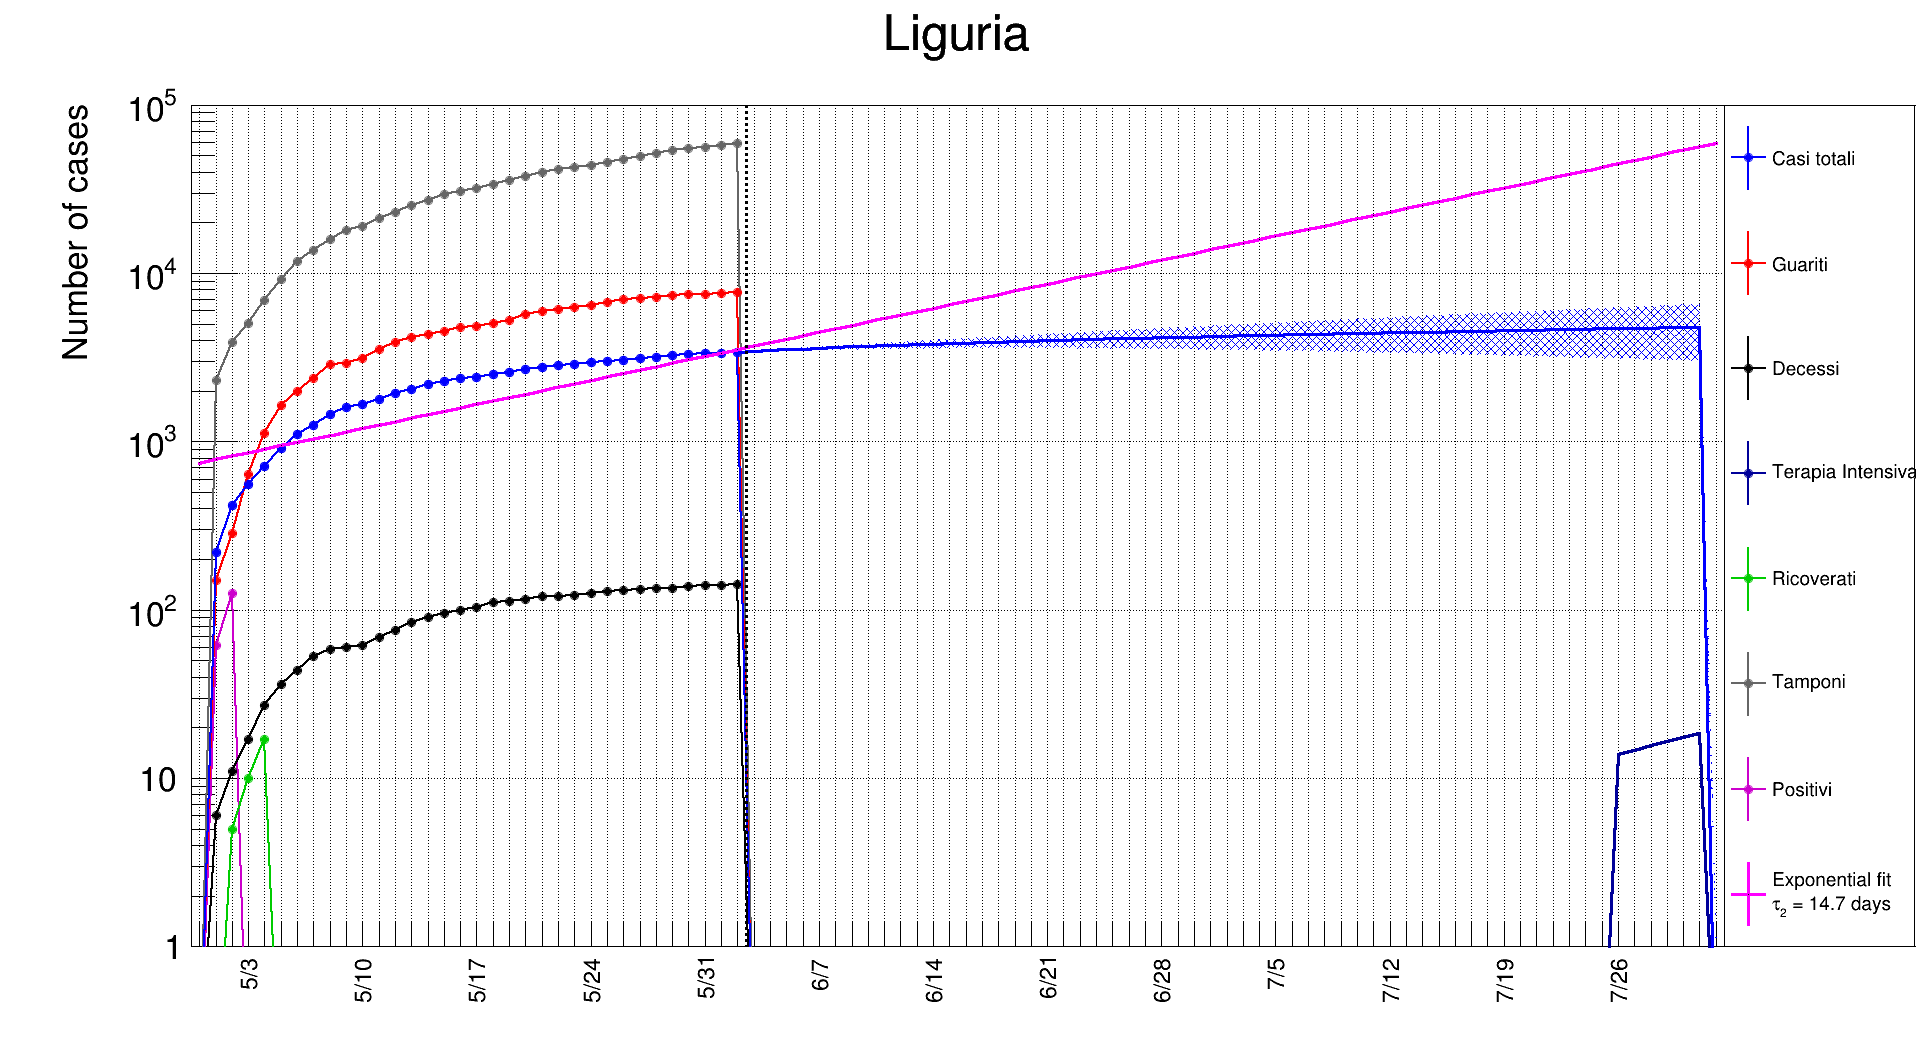 Liguria
Number of cases
10^5
10^4
10^3
10^2
10
1
5/3
5/10
5/17
5/24
5/31
6/7
6/14
6/21
6/28
7/5
7/12
7/19
7/26
Casi totali
Guariti
Decessi
Terapia Intensiva
Ricoverati
Tamponi
Positivi
Exponential fit
τ₂ = 14.7 days